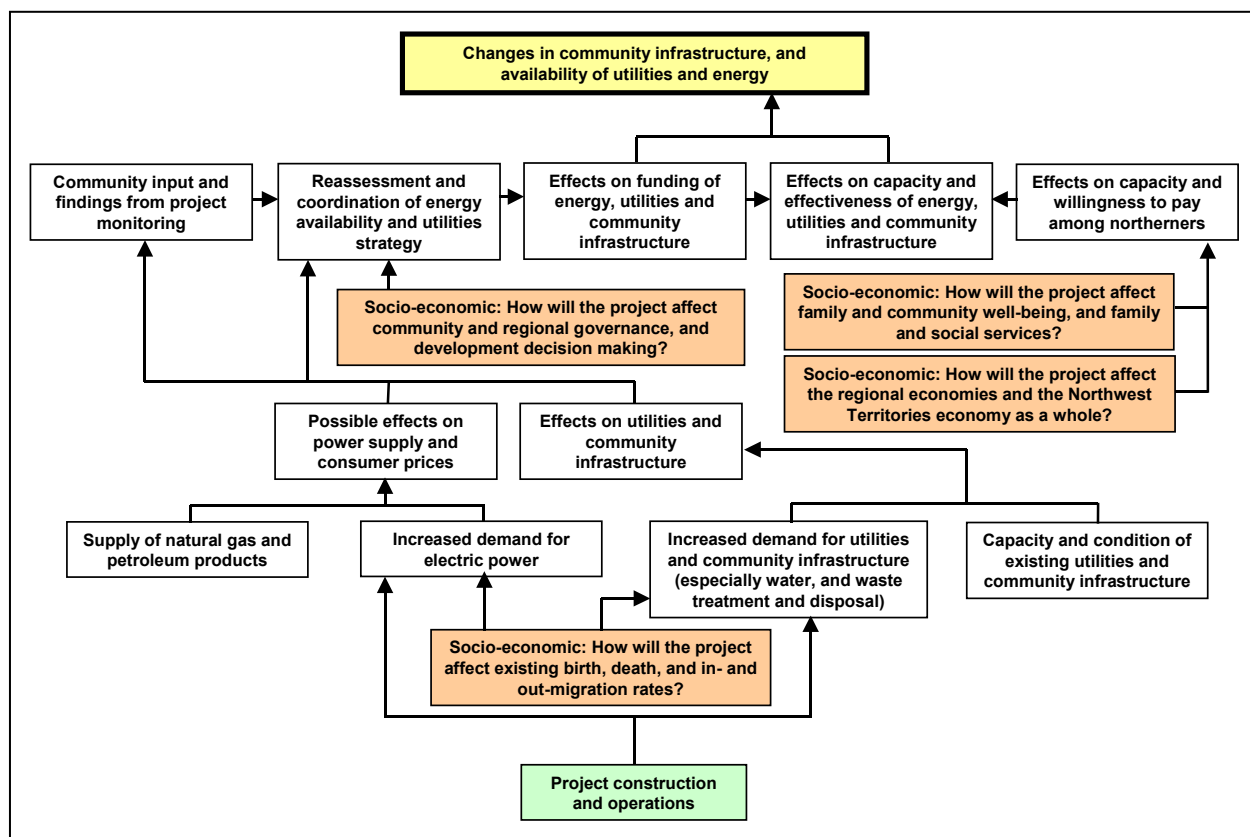 Changes in community infrastructure, and
availability of utilities and energy
Community input and
findings from project
monitoring
Reassessment and
coordination of energy
availability and utilities
strategy
Effects on funding of
energy, utilities and
community
infrastructure
Effects on capacity and
effectiveness of energy,
utilities and community
infrastructure
Effects on capacity and
willingness to pay
among northerners
Socio-economic: How will the project affect
community and regional governance, and
development decision making?
Socio-economic: How will the project affect
family and community well-being, and family
and social services?
Socio-economic: How will the project affect
the regional economies and the Northwest
Territories economy as a whole?
Possible effects on
power supply and
consumer prices
Effects on utilities and
community
infrastructure
Supply of natural gas and
petroleum products
Increased demand for
electric power
Increased demand for utilities
and community infrastructure
(especially water, and waste
treatment and disposal)
Capacity and condition of
existing utilities and
community infrastructure
Socio-economic: How will the project
affect existing birth, death, and in- and
out-migration rates?
Project construction
and operations